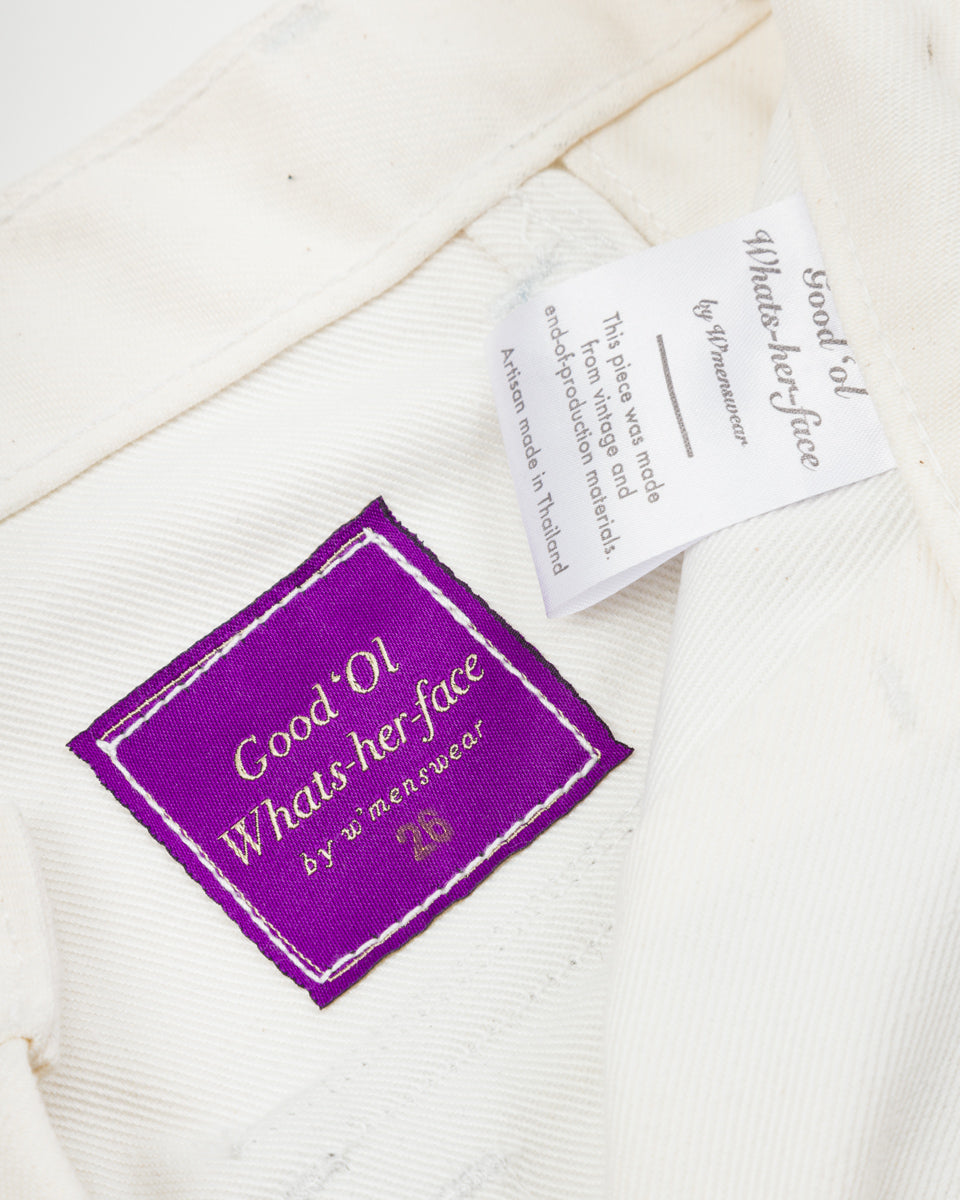 Good ‘Ol
Whats-her-face
by w'menswear
26
Good ‘ol
Whats-her-face
by W'menswear
This piece was made
from vintage and
end-of-production materials.
Artisan made in Thailand